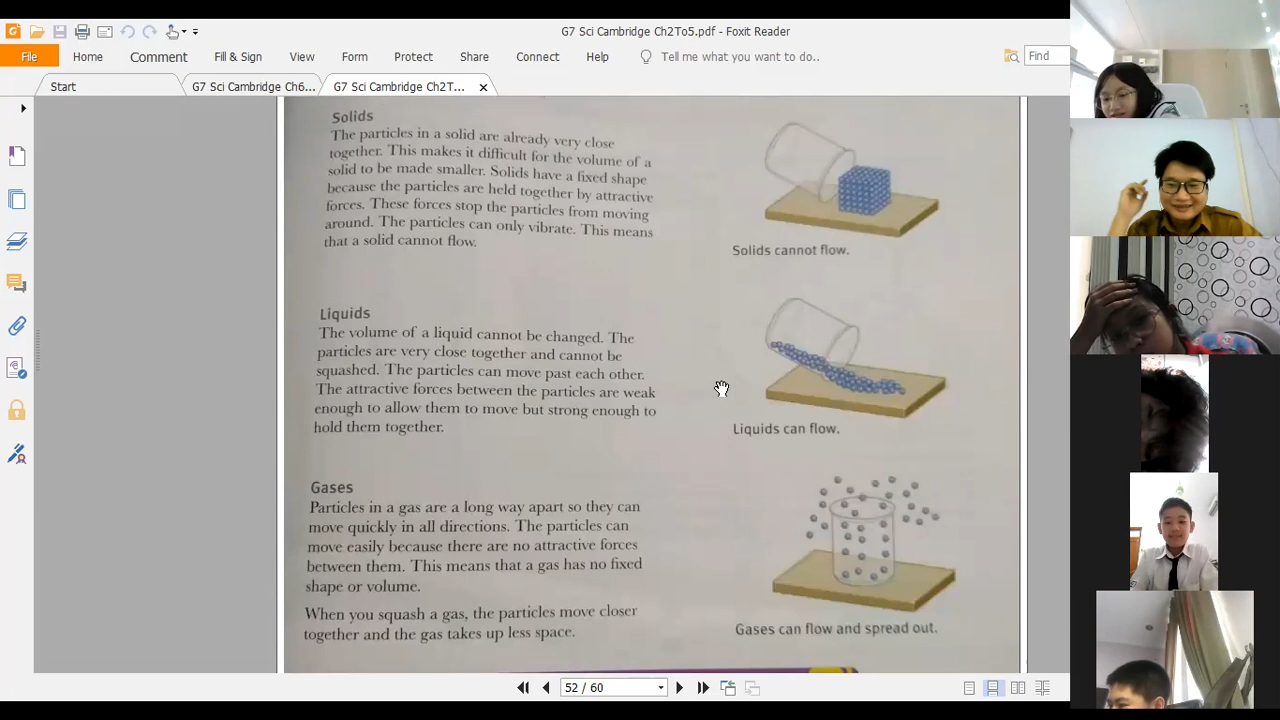 G7 Sci Cambridge Ch2To5.pdf - Foxit Reader
File Home Comment Fill & Sign View Form Protect Share Connect Help Tell me what you want to do.. Find
Start G7 Sci Cambridge Ch6... G7 Sci Cambridge Ch2T...
Solids
The particles in a solid are already very close
together. This makes it difficult for the volume of a
solid to be made smaller. Solids have a fixed shape
because the particles are held together by attractive
forces. These forces stop the particles from moving
around. The particles can only vibrate. This means
that a solid cannot flow.
Solids cannot flow.
Liquids
The volume of a liquid cannot be changed. The
particles are very close together and cannot be
squashed. The particles can move past each other.
The attractive forces between the particles are weak
enough to allow them to move but strong enough to
hold them together.
Liquids can flow.
Gases
Particles in a gas are a long way apart so they can
move quickly in all directions. The particles can
move easily because there are no attractive forces
between them. This means that a gas has no fixed
shape or volume.
When you squash a gas, the particles move closer
together and the gas takes up less space.
Gases can flow and spread out.
52 / 60